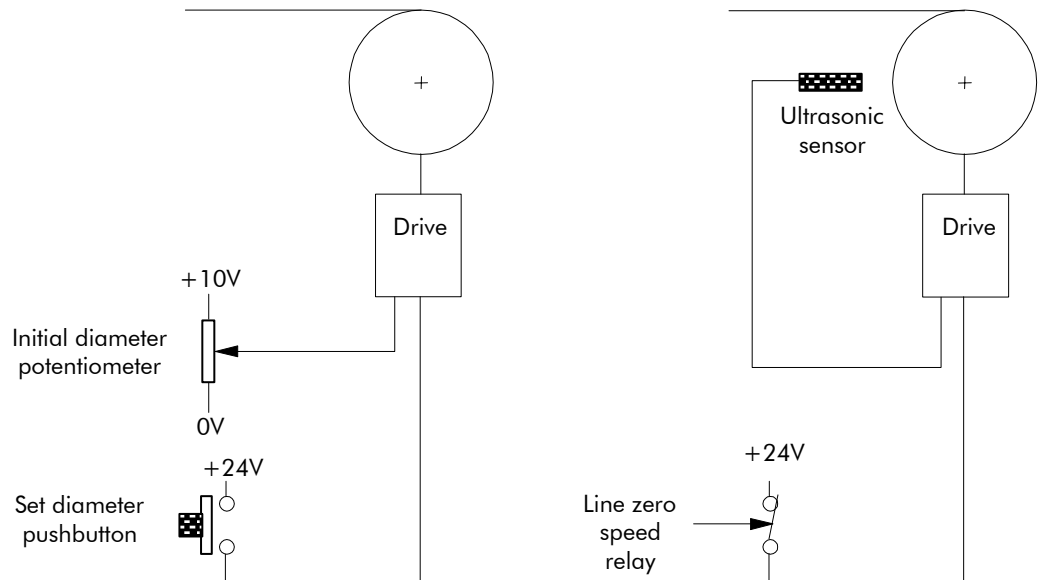 Drive
+10V
Initial diameter
potentiometer
0V
+24V
Set diameter
pushbutton
Ultrasonic
sensor
Drive
+24V
Line zero
speed
relay